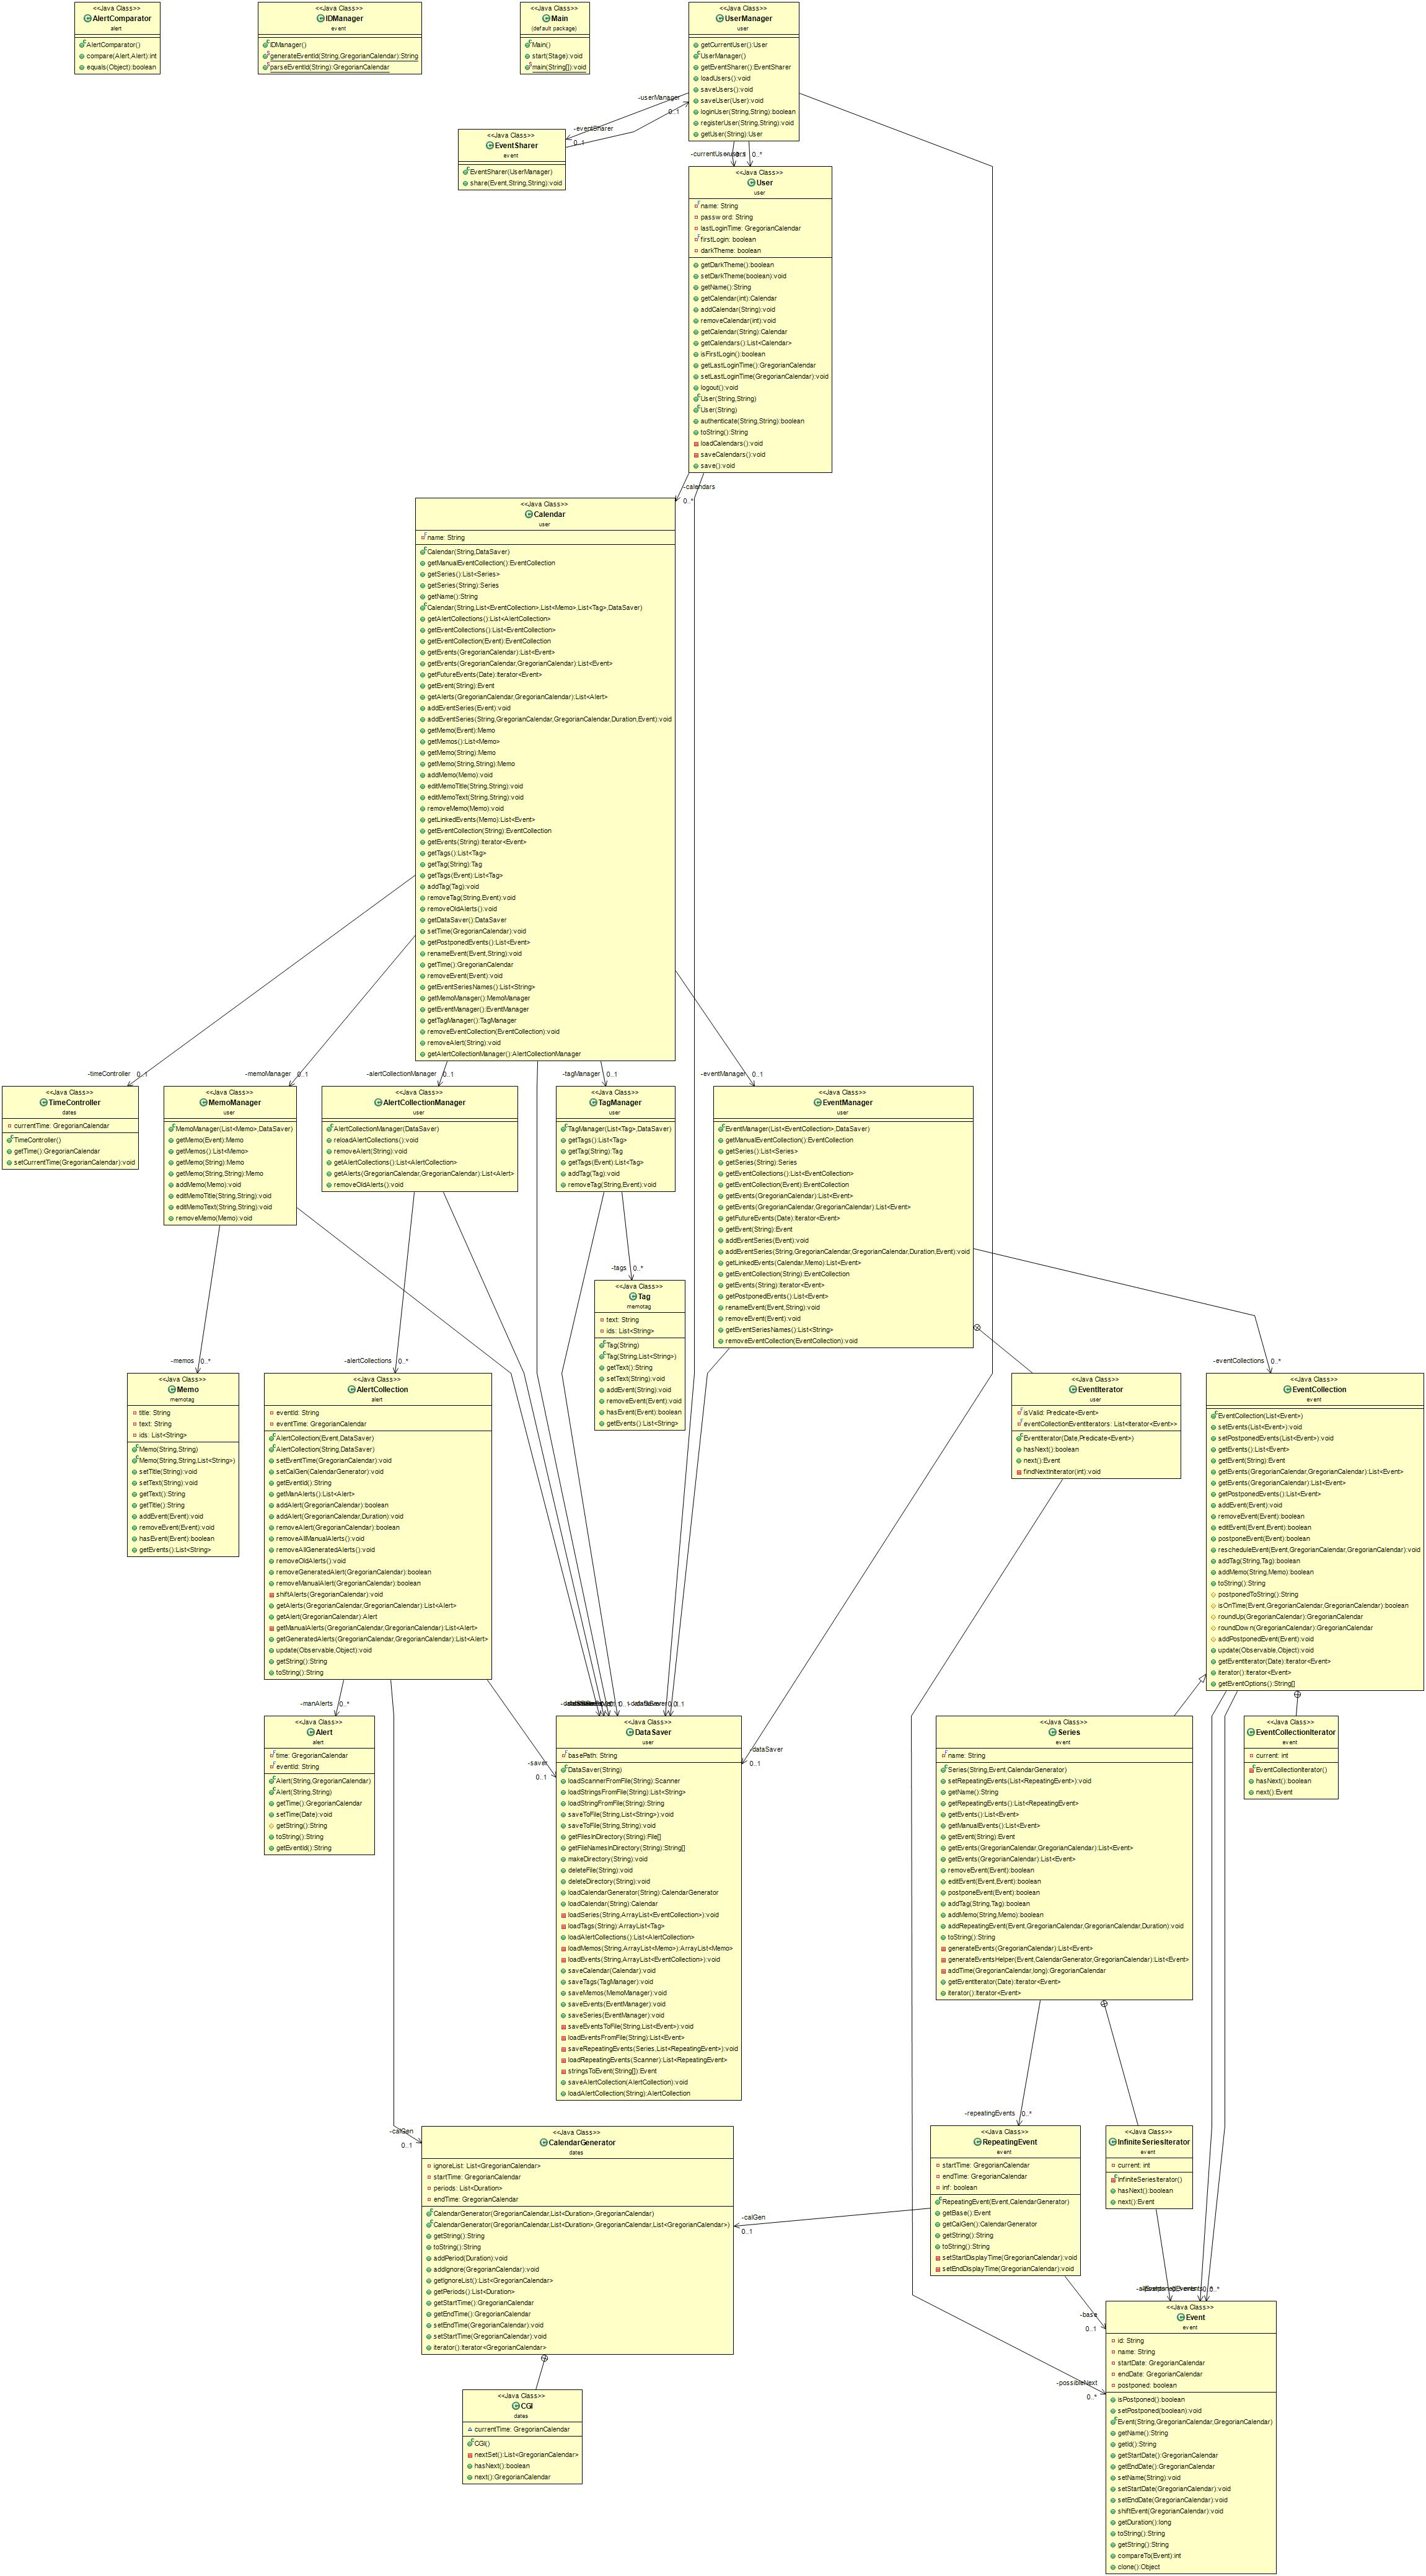 <<Java Class>>
AlertComparator
alert
AlertComparator()
compare(Alert,Alert):int
equals(Object):boolean
<<Java Class>>
IDManager
event
IDManager()
generateEventId(String,GregorianCalendar):String
parseEventId(String):GregorianCalendar
<<Java Class>>
Main
(default package)
Main()
start(Stage):void
main(String[]):void
<<Java Class>>
UserManager
user
getCurrentUser():User
UserManager()
getEventSharer():EventSharer
loadUsers():void
saveUsers():void
saveUser(User):void
loginUser(String,String):boolean
registerUser(String,String):void
getUser(String):User
-userManager
0..1
-eventSharer
0..1
<<Java Class>>
EventSharer
event
EventSharer(UserManager)
share(Event,String,String):void
0..*
<<Java Class>>
User
user
name: String
password: String
lastLoginTime: GregorianCalendar
firstLogin: boolean
darkTheme: boolean
getDarkTheme():boolean
setDarkTheme(boolean):void
getName():String
getCalendar(int):Calendar
addCalendar(String):void
removeCalendar(int):void
getCalendar(String):Calendar
getCalendars():List<Calendar>
isFirstLogin():boolean
getLastLoginTime():GregorianCalendar
setLastLoginTime(GregorianCalendar):void
logout():void
User(String,String)
User(String)
authenticate(String,String):boolean
toString():String
loadCalendars():void
saveCalendars():void
save():void
-calendars
0..*
<<Java Class>>
Calendar
user
name: String
Calendar(String,DataSaver)
getManualEventCollection():EventCollection
getSeries():List<Series>
getSeries(String):Series
getName():String
Calendar(String,List<EventCollection>,List<Memo>,List<Tag>,DataSaver)
getAlertCollections():List<AlertCollection>
getEventCollections():List<EventCollection>
getEventCollection(Event):EventCollection
getEvents(GregorianCalendar):List<Event>
getEvents(GregorianCalendar,GregorianCalendar):List<Event>
getFutureEvents(Date):Iterator<Event>
getEvent(String):Event
getAlerts(GregorianCalendar,GregorianCalendar):List<Alert>
addEventSeries(Event):void
addEventSeries(String,GregorianCalendar,GregorianCalendar,Duration,Event):void
getMemo(Event):Memo
getMemos():List<Memo>
getMemo(String):Memo
getMemo(String,String):Memo
addMemo(Memo):void
editMemoTitle(String,String):void
editMemoText(String,String):void
removeMemo(Memo):void
getLinkedEvents(Memo):List<Event>
getEventCollection(String):EventCollection
getEvents(String):Iterator<Event>
getTags():List<Tag>
getTag(String):Tag
getTags(Event):List<Tag>
addTag(Tag):void
removeTag(String,Event):void
removeOldAlerts():void
getDataSaver():DataSaver
setTime(GregorianCalendar):void
getPostponedEvents():List<Event>
renameEvent(Event,String):void
getTime():GregorianCalendar
removeEvent(Event):void
getEventSeriesNames():List<String>
getMemoManager():MemoManager
getEventManager():EventManager
getTagManager():TagManager
removeEventCollection(EventCollection):void
removeAlert(String):void
getAlertCollectionManager():AlertCollectionManager
-timeController 0..1
-memoManager 0..1
-alertCollectionManager 0..1
-tagManager 0..1
-eventManager 0..1
<<Java Class>>
TimeController
dates
currentTime: GregorianCalendar
TimeController()
getTime():GregorianCalendar
setCurrentTime(GregorianCalendar):void
<<Java Class>>
MemoManager
user
MemoManager(List<Memo>,DataSaver)
getMemo(Event):Memo
getMemos():List<Memo>
getMemo(String):Memo
getMemo(String,String):Memo
addMemo(Memo):void
editMemoTitle(String,String):void
editMemoText(String,String):void
removeMemo(Memo):void
<<Java Class>>
AlertCollectionManager
user
AlertCollectionManager(DataSaver)
reloadAlertCollections():void
removeAlert(String):void
getAlertCollections():List<AlertCollection>
getAlerts(GregorianCalendar,GregorianCalendar):List<Alert>
removeOldAlerts():void
<<Java Class>>
TagManager
user
TagManager(List<Tag>,DataSaver)
getTags():List<Tag>
getTag(String):Tag
getTags(Event):List<Tag>
addTag(Tag):void
removeTag(String,Event):void
<<Java Class>>
EventManager
user
EventManager(List<EventCollection>,DataSaver)
getManualEventCollection():EventCollection
getSeries():List<Series>
getSeries(String):Series
getEventCollections():List<EventCollection>
getEventCollection(Event):EventCollection
getEvents(GregorianCalendar):List<Event>
getEvents(GregorianCalendar,GregorianCalendar):List<Event>
getFutureEvents(Date):Iterator<Event>
getEvent(String):Event
addEventSeries(Event):void
addEventSeries(String,GregorianCalendar,GregorianCalendar,Duration,Event):void
getLinkedEvents(Calendar,Memo):List<Event>
getEventCollection(String):EventCollection
getEvents(String):Iterator<Event>
getPostponedEvents():List<Event>
renameEvent(Event,String):void
removeEvent(Event):void
getEventSeriesNames():List<String>
removeEventCollection(EventCollection):void
-tags 0..*
<<Java Class>>
Tag
memotag
text: String
ids: List<String>
Tag(String)
Tag(String,List<String>)
getText():String
setText(String):void
addEvent(String):void
removeEvent(Event):void
hasEvent(Event):boolean
getEvents():List<String>
-memos 0..*
-alertCollections 0..*
-eventCollections 0..*
<<Java Class>>
Memo
memotag
title: String
text: String
ids: List<String>
Memo(String,String)
Memo(String,String,List<String>)
setTitle(String):void
setText(String):void
getText():String
getTitle():String
addEvent(Event):void
removeEvent(Event):void
hasEvent(Event):boolean
getEvents():List<String>
<<Java Class>>
AlertCollection
alert
eventId: String
eventTime: GregorianCalendar
AlertCollection(Event,DataSaver)
AlertCollection(String,DataSaver)
setEventTime(GregorianCalendar):void
setCalGen(CalendarGenerator):void
getEventId():String
getManAlerts():List<Alert>
addAlert(GregorianCalendar):boolean
addAlert(GregorianCalendar,Duration):void
removeAlert(GregorianCalendar):boolean
removeAllManualAlerts():void
removeAllGeneratedAlerts():void
removeOldAlerts():void
removeGeneratedAlert(GregorianCalendar):boolean
removeManualAlert(GregorianCalendar):boolean
shiftAlerts(GregorianCalendar):void
getAlerts(GregorianCalendar,GregorianCalendar):List<Alert>
getAlert(GregorianCalendar):Alert
getManualAlerts(GregorianCalendar,GregorianCalendar):List<Alert>
getGeneratedAlerts(GregorianCalendar,GregorianCalendar):List<Alert>
update(Observable,Object):void
getString():String
toString():String
<<Java Class>>
EventIterator
user
isValid: Predicate<Event>
eventCollectionEventIterators: List<Iterator<Event>>
EventIterator(Date,Predicate<Event>)
hasNext():boolean
next():Event
findNextIterator(int):void
<<Java Class>>
EventCollection
event
EventCollection(List<Event>)
setEvents(List<Event>):void
setPostponedEvents(List<Event>):void
getEvents():List<Event>
getEvent(String):Event
getEvents(GregorianCalendar,GregorianCalendar):List<Event>
getEvents(GregorianCalendar):List<Event>
getPostponedEvents():List<Event>
addEvent(Event):void
removeEvent(Event):boolean
editEvent(Event,Event):boolean
postponeEvent(Event):boolean
rescheduleEvent(Event,GregorianCalendar,GregorianCalendar):void
addTag(String,Tag):boolean
addMemo(String,Memo):boolean
toString():String
postponedToString():String
isOnTime(Event,GregorianCalendar,GregorianCalendar):boolean
roundUp(GregorianCalendar):GregorianCalendar
roundDown(GregorianCalendar):GregorianCalendar
addPostponedEvent(Event):void
update(Observable,Object):void
getEventIterator(Date):Iterator<Event>
iterator():Iterator<Event>
getEventOptions():String[]
-manAlerts 0..*
<<Java Class>>
Alert
alert
time: GregorianCalendar
eventId: String
Alert(String,GregorianCalendar)
Alert(String,String)
getTime():GregorianCalendar
setTime(Date):void
getString():String
toString():String
getEventId():String
-saver
0..1
<<Java Class>>
DataSaver
user
basePath: String
DataSaver(String)
loadScannerFromFile(String):Scanner
loadStringsFromFile(String):List<String>
loadStringFromFile(String):String
saveToFile(String,List<String>):void
saveToFile(String,String):void
getFilesInDirectory(String):File[]
getFileNamesInDirectory(String):String[]
makeDirectory(String):void
deleteFile(String):void
deleteDirectory(String):void
loadCalendarGenerator(String):CalendarGenerator
loadCalendar(String):Calendar
loadSeries(String,ArrayList<EventCollection>):void
loadTags(String):ArrayList<Tag>
loadAlertCollections():List<AlertCollection>
loadMemos(String,ArrayList<Memo>):ArrayList<Memo>
loadEvents(String,ArrayList<EventCollection>):void
saveCalendar(Calendar):void
saveTags(TagManager):void
saveMemos(MemoManager):void
saveEvents(EventManager):void
saveSeries(EventManager):void
saveEventsToFile(String,List<Event>):void
loadEventsFromFile(String):List<Event>
saveRepeatingEvents(Series,List<RepeatingEvent>):void
loadRepeatingEvents(Scanner):List<RepeatingEvent>
stringsToEvent(String[]):Event
saveAlertCollection(AlertCollection):void
loadAlertCollection(String):AlertCollection
-dataSaver
0..1
<<Java Class>>
Series
event
name: String
Series(String,Event,CalendarGenerator)
setRepeatingEvents(List<RepeatingEvent>):void
getName():String
getRepeatingEvents():List<RepeatingEvent>
getEvents():List<Event>
getManualEvents():List<Event>
getEvent(String):Event
getEvents(GregorianCalendar,GregorianCalendar):List<Event>
getEvents(GregorianCalendar):List<Event>
removeEvent(Event):boolean
editEvent(Event,Event):boolean
postponeEvent(Event):boolean
addTag(String,Tag):boolean
addMemo(String,Memo):boolean
addRepeatingEvent(Event,GregorianCalendar,GregorianCalendar,Duration):void
toString():String
generateEvents(GregorianCalendar):List<Event>
generateEventsHelper(Event,CalendarGenerator,GregorianCalendar):List<Event>
addTime(GregorianCalendar,long):GregorianCalendar
getEventIterator(Date):Iterator<Event>
iterator():Iterator<Event>
<<Java Class>>
EventCollectionIterator
event
current: int
EventCollectionIterator()
hasNext():boolean
next():Event
-calGen
0..1
<<Java Class>>
CalendarGenerator
dates
ignoreList: List<GregorianCalendar>
startTime: GregorianCalendar
periods: List<Duration>
endTime: GregorianCalendar
CalendarGenerator(GregorianCalendar,List<Duration>,GregorianCalendar)
CalendarGenerator(GregorianCalendar,List<Duration>,GregorianCalendar,List<GregorianCalendar>)
getString():String
toString():String
addPeriod(Duration):void
addIgnore(GregorianCalendar):void
getIgnoreList():List<GregorianCalendar>
getPeriods():List<Duration>
getStartTime():GregorianCalendar
getEndTime():GregorianCalendar
setEndTime(GregorianCalendar):void
setStartTime(GregorianCalendar):void
iterator():Iterator<GregorianCalendar>
-repeatingEvents 0..*
<<Java Class>>
RepeatingEvent
event
startTime: GregorianCalendar
endTime: GregorianCalendar
inf: boolean
RepeatingEvent(Event,CalendarGenerator)
getBase():Event
getCalGen():CalendarGenerator
getString():String
toString():String
setStartDisplayTime(GregorianCalendar):void
setEndDisplayTime(GregorianCalendar):void
-calGen
0..1
<<Java Class>>
InfiniteSeriesIterator
event
current: int
InfiniteSeriesIterator()
hasNext():boolean
next():Event
-base
0..1
-possibleNext
0..*
<<Java Class>>
CGI
dates
currentTime: GregorianCalendar
CGI()
nextSet():List<GregorianCalendar>
hasNext():boolean
next():GregorianCalendar
<<Java Class>>
Event
event
id: String
name: String
startDate: GregorianCalendar
endDate: GregorianCalendar
postponed: boolean
isPostponed():boolean
setPostponed(boolean):void
Event(String,GregorianCalendar,GregorianCalendar)
getName():String
getId():String
getStartDate():GregorianCalendar
getEndDate():GregorianCalendar
setName(String):void
setStartDate(GregorianCalendar):void
setEndDate(GregorianCalendar):void
shiftEvent(GregorianCalendar):void
getDuration():long
toString():String
getString():String
compareTo(Event):int
clone():Object